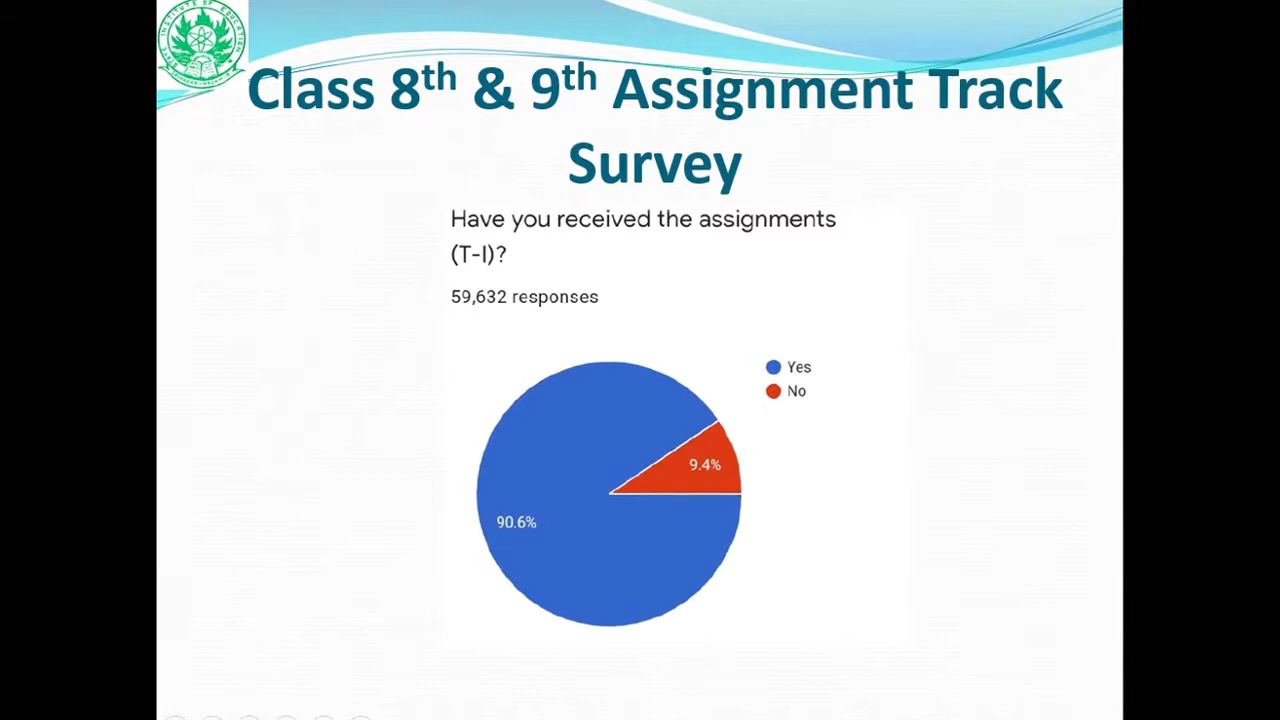 Class 8th & 9th Assignment Track
Survey
Have you received the assignments
(T-I)?
59,632 responses
Yes
No
9.4%
90.6%